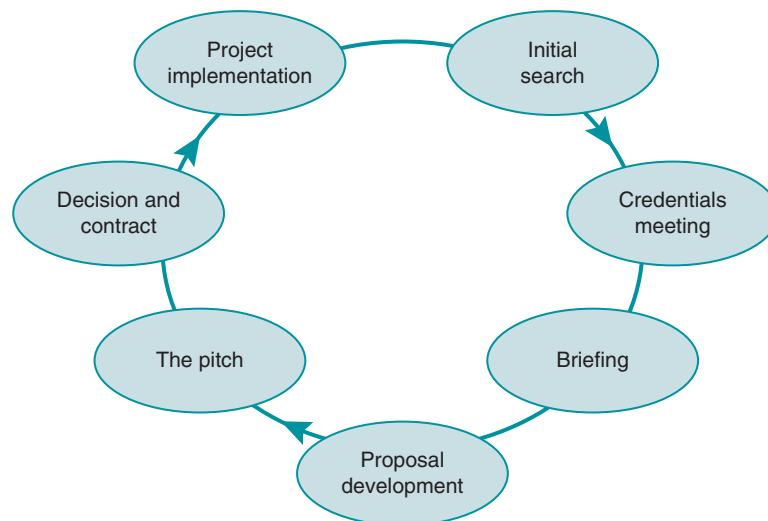 Project
implementation
Initial
search
Decision and
contract
Credentials
meeting
The pitch
Briefing
Proposal
development